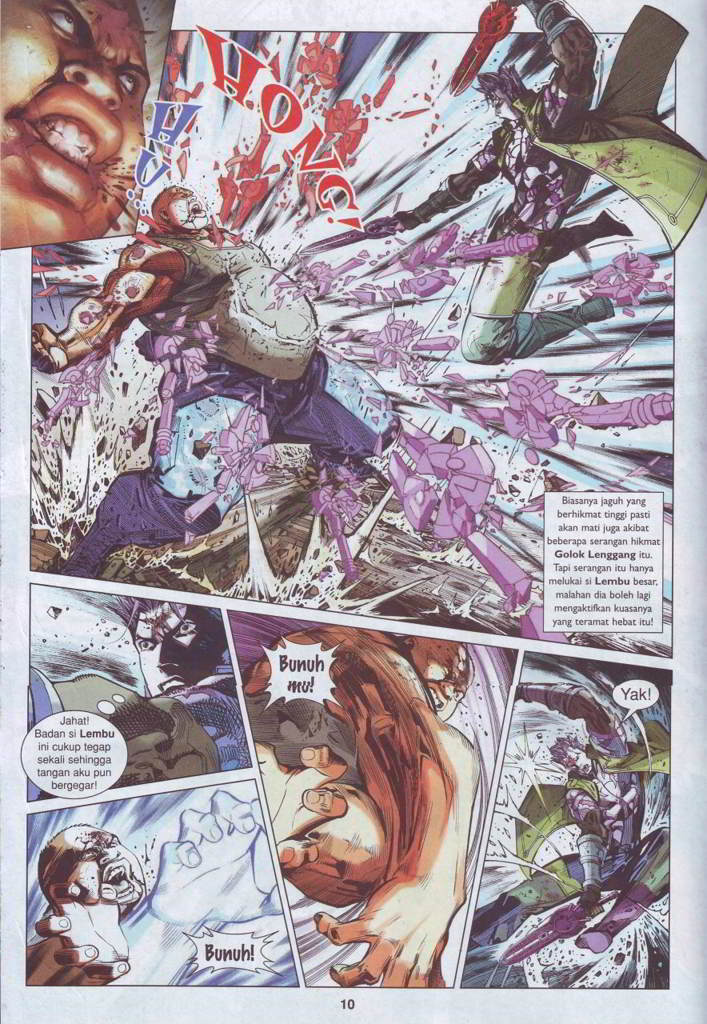 HONG!
HU
Biasanya jaguh yang
berhikmat tinggi pasti
akan mati juga akibat
beberapa serangan hikmat
Golok Lenggang itu.
Tapi serangan itu hanya
melukai si Lembu besar,
malahan dia boleh lagi
mengaktifkan kuasanya
yang teramat hebat itu!
Jahat!
Badan si Lembu
ini cukup tegap
sekali sehingga
tangan aku pun
bergegar!
Bunuh
mu!
Yak!
Bunuh!
10